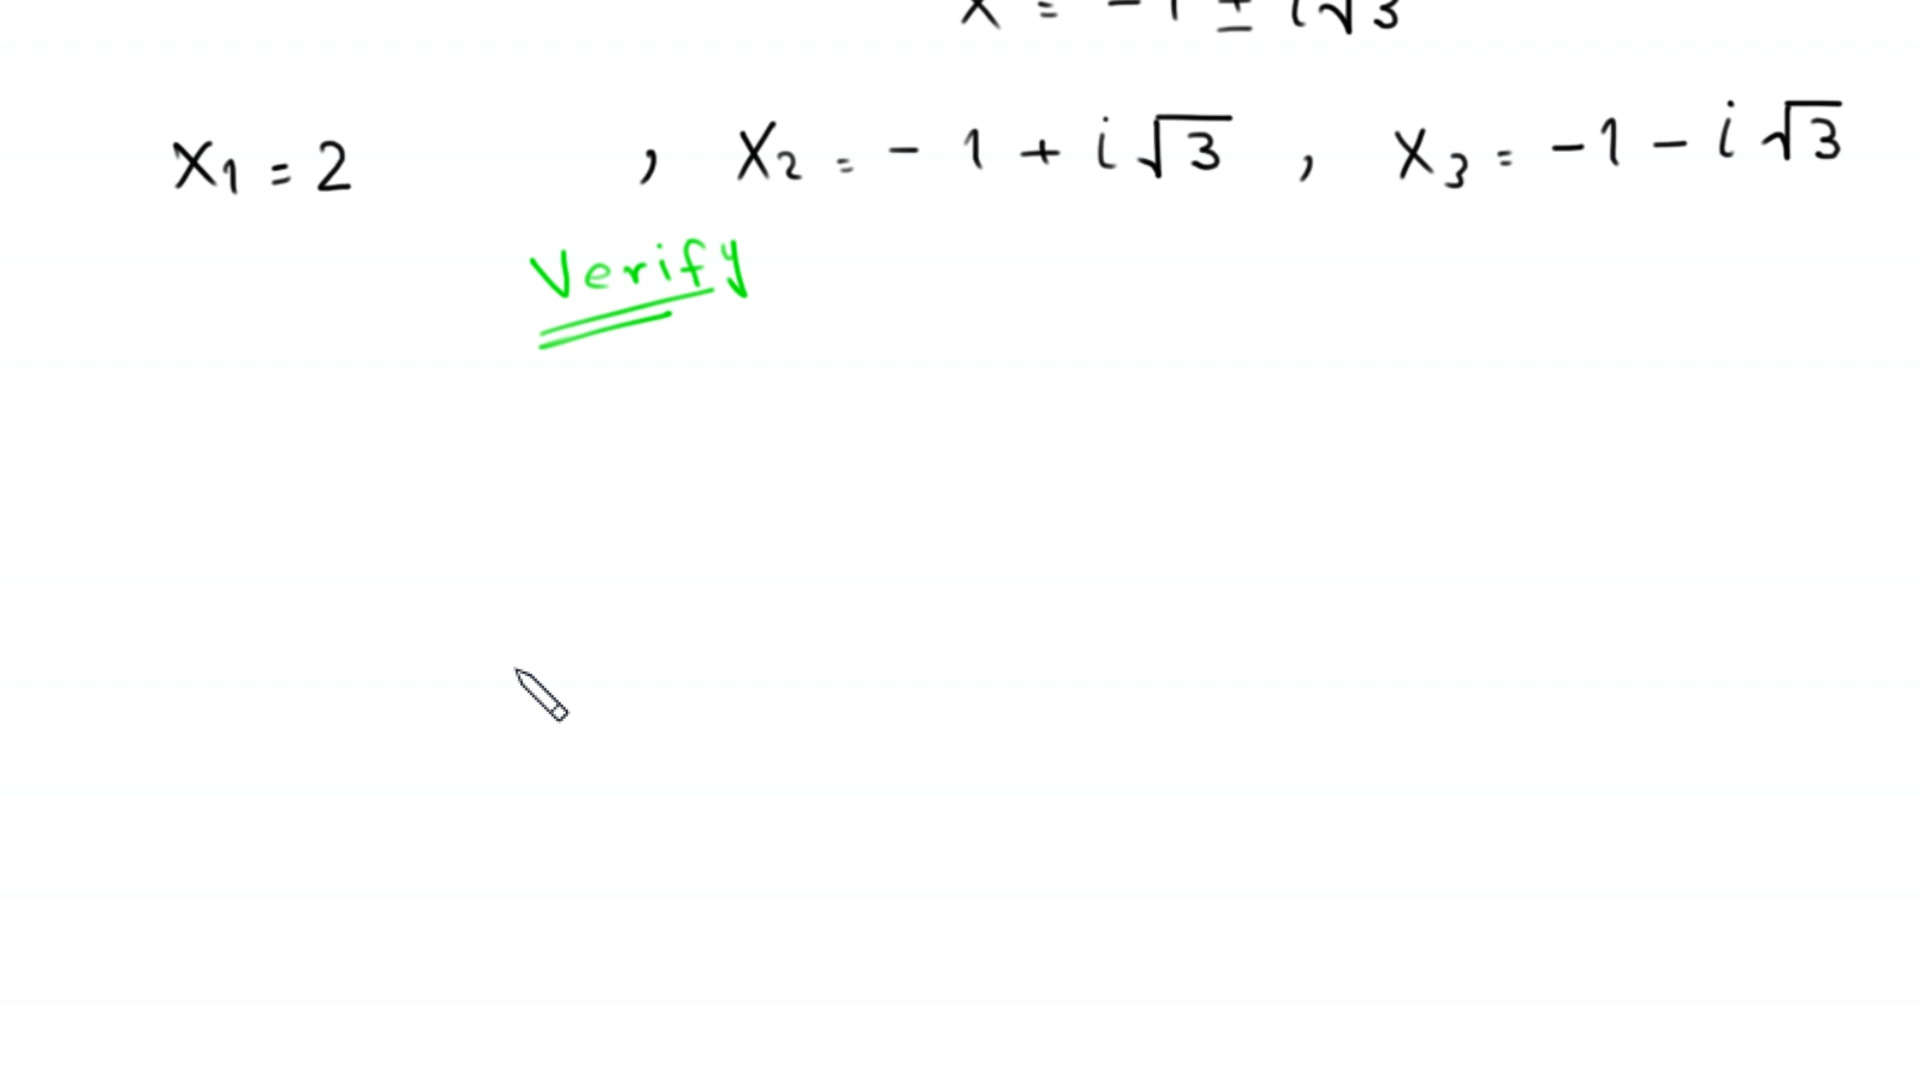 x = -1 ± i√3
x₁ = 2 , x₂ = -1 + i√3 , x₃ = -1 - i√3
Verify